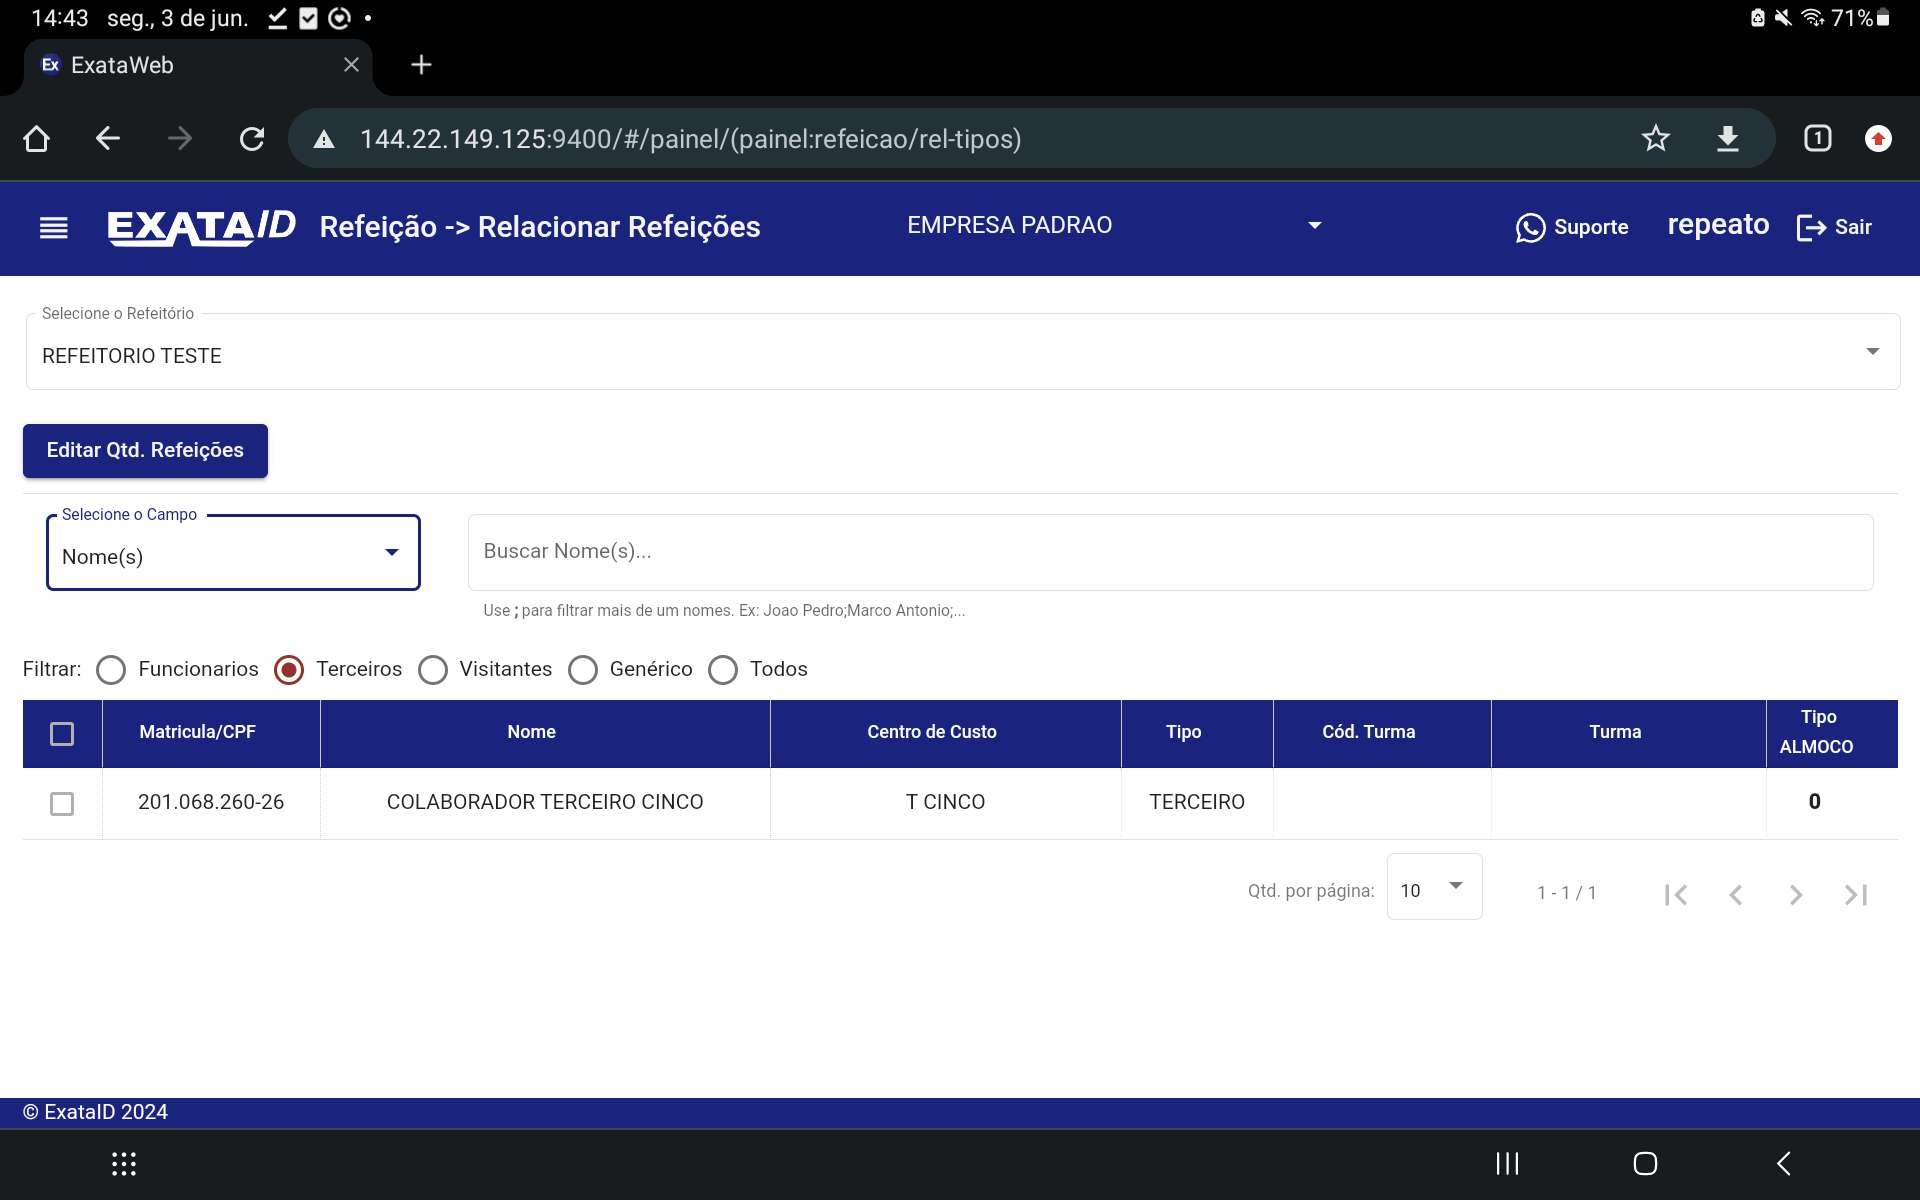 14:43 seg., 3 de jun.
71%
Ex ExataWeb
144.22.149.125:9400/#/painel/(painel:refeicao/rel-tipos)
1
EXATAID Refeição -> Relacionar Refeições EMPRESA PADRAO Suporte repeato Sair
Selecione o Refeitório
REFEITORIO TESTE
Editar Qtd. Refeições
Selecione o Campo
Nome(s)
Buscar Nome(s)...
Use ; para filtrar mais de um nomes. Ex: Joao Pedro;Marco Antonio;...
Filtrar: Funcionarios Terceiros Visitantes Genérico Todos
Matricula/CPF Nome Centro de Custo Tipo Cód. Turma Turma Tipo ALMOCO
201.068.260-26 COLABORADOR TERCEIRO CINCO T CINCO TERCEIRO 0
Qtd. por página: 10 1 - 1 / 1
© ExataID 2024